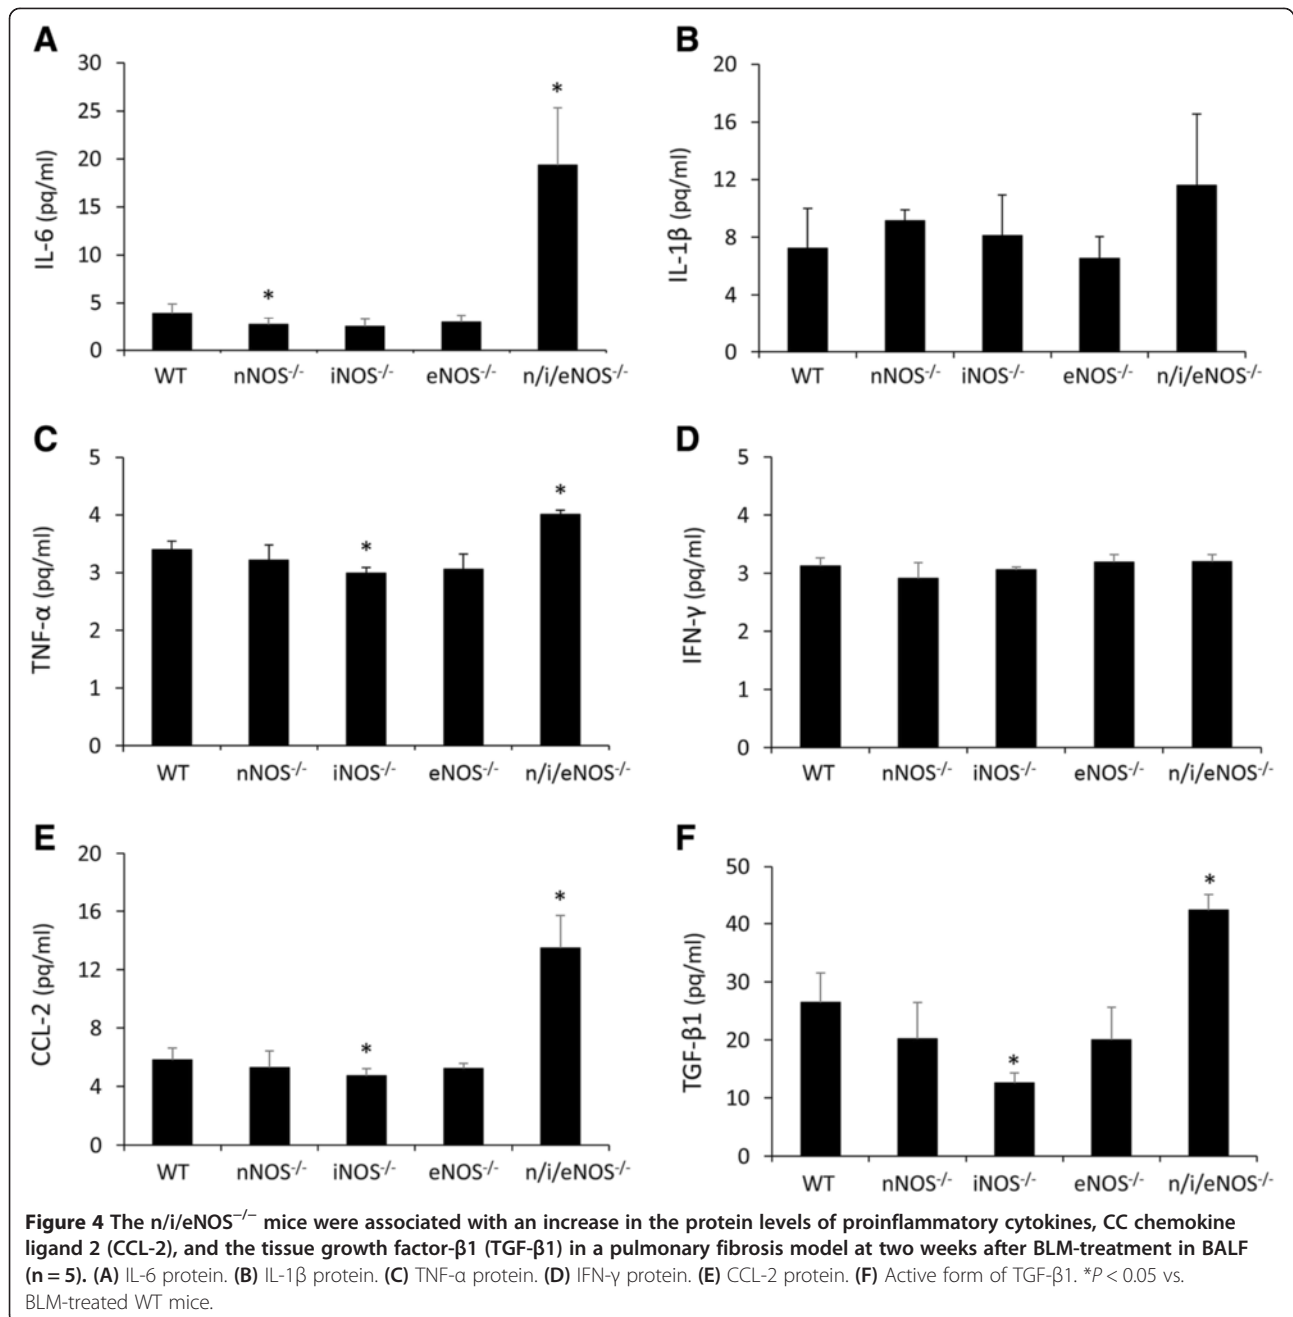 A
IL-6 (pq/ml)
30
25
20
15
10
5
0
*
*
WT nNOS⁻/⁻ iNOS⁻/⁻ eNOS⁻/⁻ n/i/eNOS⁻/⁻
B
IL-1β (pq/ml)
20
16
12
8
4
0
WT nNOS⁻/⁻ iNOS⁻/⁻ eNOS⁻/⁻ n/i/eNOS⁻/⁻
C
TNF-α (pq/ml)
5
4
3
2
1
0
*
*
WT nNOS⁻/⁻ iNOS⁻/⁻ eNOS⁻/⁻ n/i/eNOS⁻/⁻
D
IFN-γ (pq/ml)
5
4
3
2
1
0
WT nNOS⁻/⁻ iNOS⁻/⁻ eNOS⁻/⁻ n/i/eNOS⁻/⁻
E
CCL-2 (pq/ml)
20
16
12
8
4
0
*
*
WT nNOS⁻/⁻ iNOS⁻/⁻ eNOS⁻/⁻ n/i/eNOS⁻/⁻
F
TGF-β1 (pq/ml)
50
40
30
20
10
0
*
*
WT nNOS⁻/⁻ iNOS⁻/⁻ eNOS⁻/⁻ n/i/eNOS⁻/⁻
Figure 4 The n/i/eNOS⁻/⁻ mice were associated with an increase in the protein levels of proinflammatory cytokines, CC chemokine
ligand 2 (CCL-2), and the tissue growth factor-β1 (TGF-β1) in a pulmonary fibrosis model at two weeks after BLM-treatment in BALF
(n = 5). (A) IL-6 protein. (B) IL-1β protein. (C) TNF-α protein. (D) IFN-γ protein. (E) CCL-2 protein. (F) Active form of TGF-β1. *P < 0.05 vs.
BLM-treated WT mice.